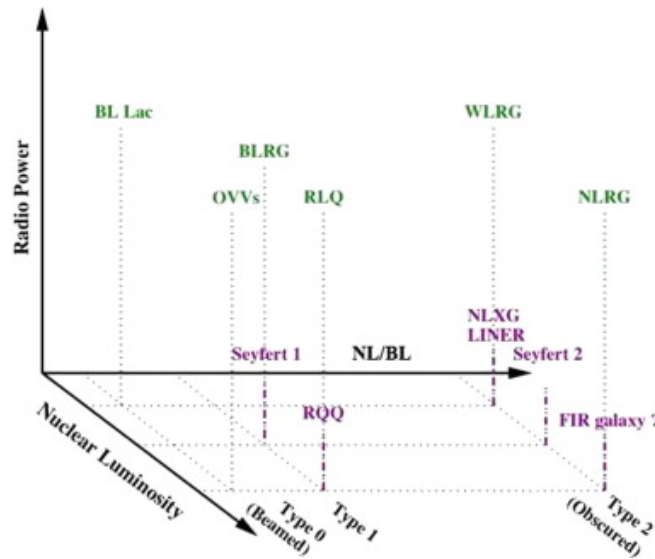 BL Lac
WLRG
BLRG
OVVs
RLQ
NLRG
Radio Power
NLXG
LINER
Seyfert 1
NL/BL
Seyfert 2
RQQ
FIR galaxy ?
Nuclear Luminosity
Type 0
(Beamed)
Type 1
Type 2
(Obscured)